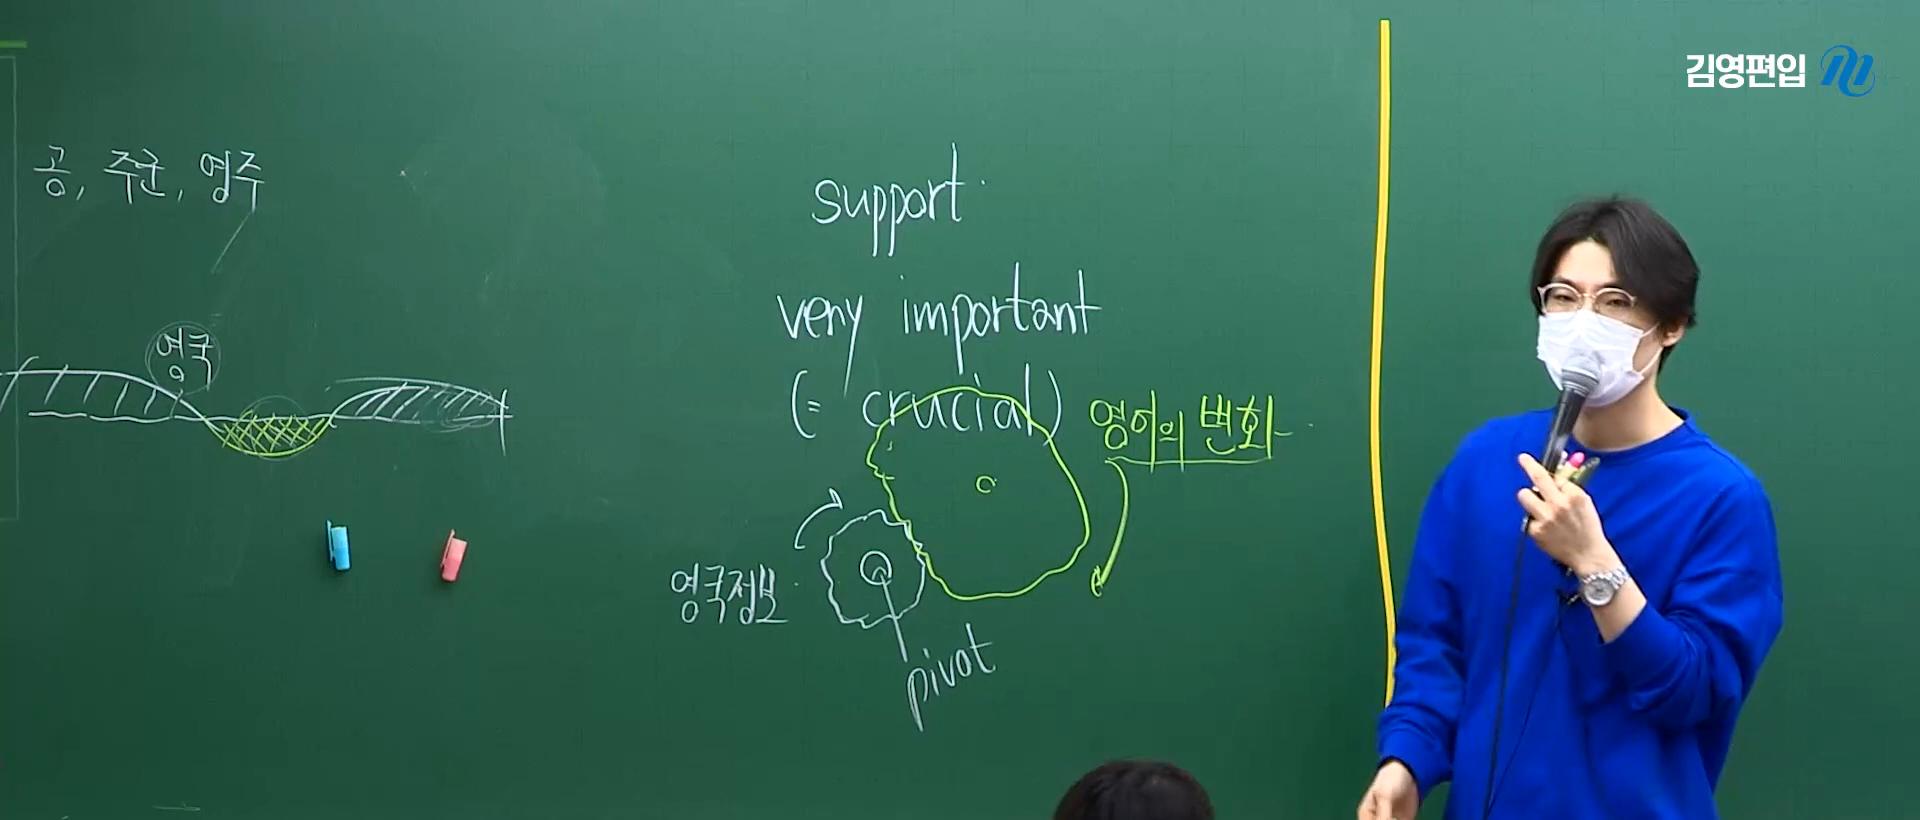 김영편입
공, 주군, 영주
영국
support
very important
(= crucial)
영어의 변화
영국정보
pivot